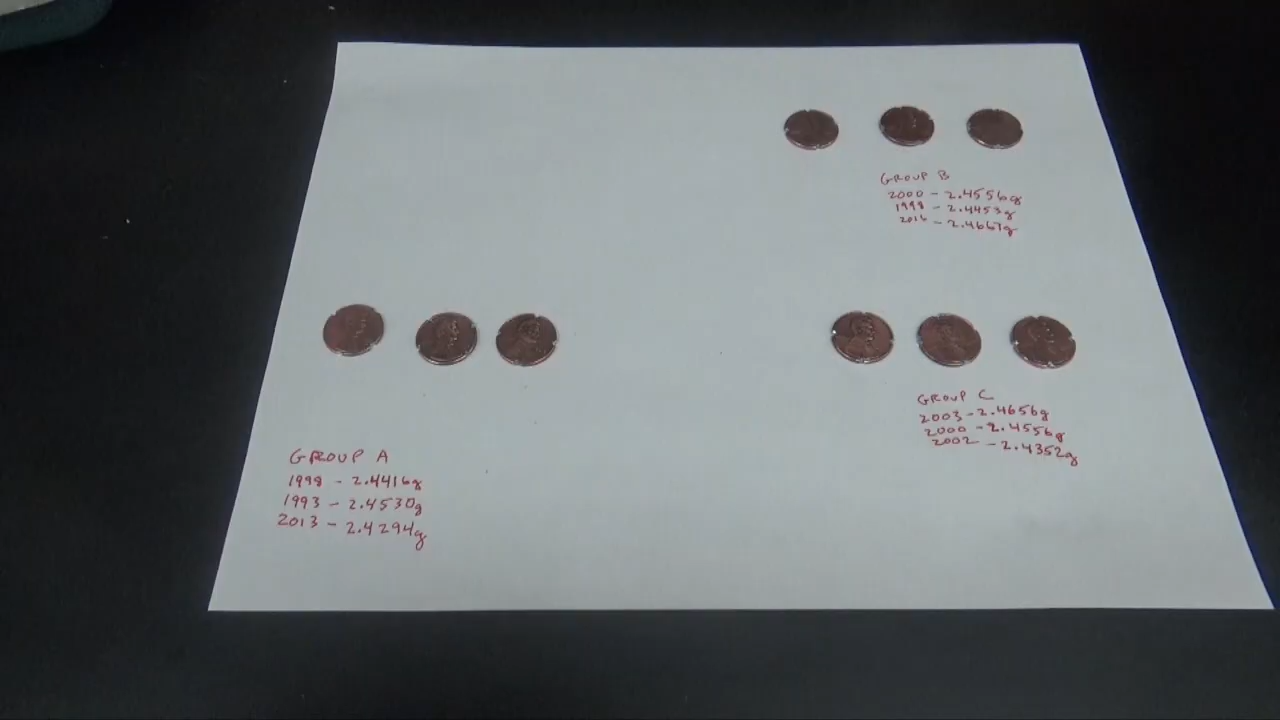 GROUP B
2000 - 2.4556g
1998 - 2.4453g
2016 - 2.4667g
GROUP C
2003 - 2.4656g
2000 - 2.4556g
2002 - 2.4352g
GROUP A
1998 - 2.4416g
1993 - 2.4530g
2013 - 2.4294g